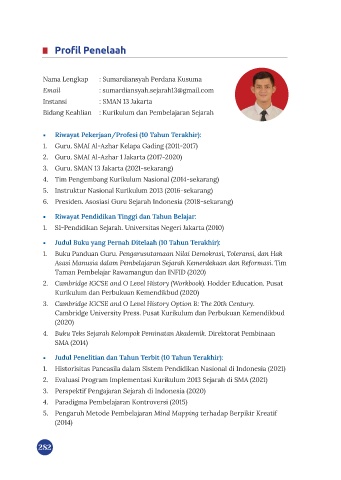 Profil Penelaah
Nama Lengkap : Sumardiansyah Perdana Kusuma
Email : sumardiansyah.sejarah13@gmail.com
Instansi : SMAN 13 Jakarta
Bidang Keahlian : Kurikulum dan Pembelajaran Sejarah
• Riwayat Pekerjaan/Profesi (10 Tahun Terakhir):
1. Guru, SMAI Al-Azhar Kelapa Gading (2011-2017)
2. Guru, SMAI Al-Azhar 1 Jakarta (2017-2020)
3. Guru, SMAN 13 Jakarta (2021-sekarang)
4. Tim Pengembang Kurikulum Nasional (2014-sekarang)
5. Instruktur Nasional Kurikulum 2013 (2016-sekarang)
6. Presiden, Asosiasi Guru Sejarah Indonesia (2018-sekarang)
• Riwayat Pendidikan Tinggi dan Tahun Belajar:
1. S1-Pendidikan Sejarah, Universitas Negeri Jakarta (2010)
• Judul Buku yang Pernah Ditelaah (10 Tahun Terakhir):
1. Buku Panduan Guru. Pengarusutamaan Nilai Demokrasi, Toleransi, dan Hak
Asasi Manusia dalam Pembelajaran Sejarah Kemerdekaan dan Reformasi. Tim
Taman Pembelajar Rawamangun dan INFID (2020)
2. Cambridge IGCSE and O Level History (Workbook). Hodder Education. Pusat
Kurikulum dan Perbukuan Kemendikbud (2020)
3. Cambridge IGCSE and O Level History Option B: The 20th Century.
Cambridge University Press. Pusat Kurikulum dan Perbukuan Kemendikbud
(2020)
4. Buku Teks Sejarah Kelompok Peminatan Akademik. Direktorat Pembinaan
SMA (2014)
• Judul Penelitian dan Tahun Terbit (10 Tahun Terakhir):
1. Historisitas Pancasila dalam Sistem Pendidikan Nasional di Indonesia (2021)
2. Evaluasi Program Implementasi Kurikulum 2013 Sejarah di SMA (2021)
3. Perspektif Pengajaran Sejarah di Indonesia (2020)
4. Paradigma Pembelajaran Kontroversi (2015)
5. Pengaruh Metode Pembelajaran Mind Mapping terhadap Berpikir Kreatif
(2014)
282